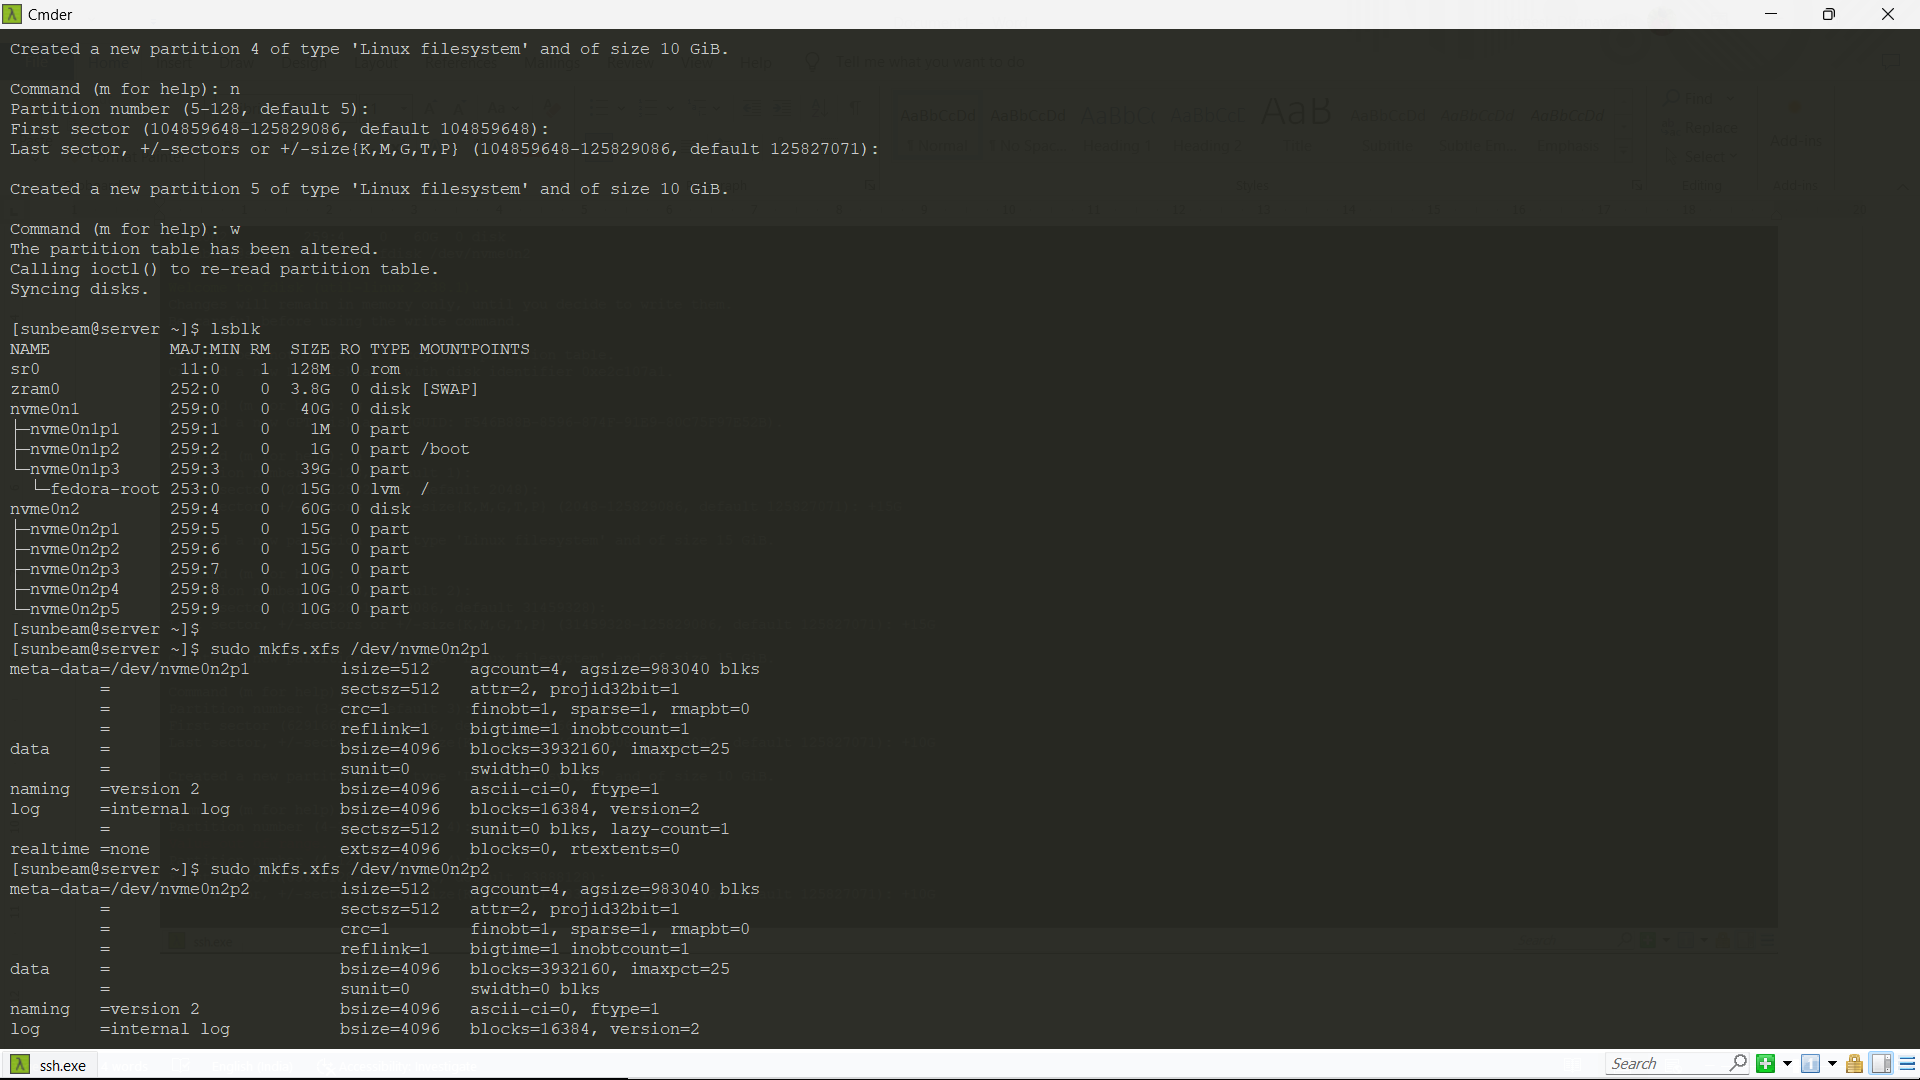 Cmder
Created a new partition 4 of type 'Linux filesystem' and of size 10 GiB.
Command (m for help): n
Partition number (5-128, default 5):
First sector (104859648-125829086, default 104859648):
Last sector, +/-sectors or +/-size{K,M,G,T,P} (104859648-125829086, default 125827071):
Created a new partition 5 of type 'Linux filesystem' and of size 10 GiB.
Command (m for help): w
The partition table has been altered.
Calling ioctl() to re-read partition table.
Syncing disks.
[sunbeam@server ~]$ lsblk
NAME            MAJ:MIN RM  SIZE RO TYPE MOUNTPOINTS
sr0              11:0    1  128M  0 rom
zram0           252:0    0  3.8G  0 disk [SWAP]
nvme0n1         259:0    0   40G  0 disk
├─nvme0n1p1     259:1    0    1M  0 part
├─nvme0n1p2     259:2    0    1G  0 part /boot
└─nvme0n1p3     259:3    0   39G  0 part
  └─fedora-root 253:0    0   15G  0 lvm  /
nvme0n2         259:4    0   60G  0 disk
├─nvme0n2p1     259:5    0   15G  0 part
├─nvme0n2p2     259:6    0   15G  0 part
├─nvme0n2p3     259:7    0   10G  0 part
├─nvme0n2p4     259:8    0   10G  0 part
└─nvme0n2p5     259:9    0   10G  0 part
[sunbeam@server ~]$
[sunbeam@server ~]$ sudo mkfs.xfs /dev/nvme0n2p1
meta-data=/dev/nvme0n2p1         isize=512    agcount=4, agsize=983040 blks
         =                       sectsz=512   attr=2, projid32bit=1
         =                       crc=1        finobt=1, sparse=1, rmapbt=0
         =                       reflink=1    bigtime=1 inobtcount=1
data     =                       bsize=4096   blocks=3932160, imaxpct=25
         =                       sunit=0      swidth=0 blks
naming   =version 2              bsize=4096   ascii-ci=0, ftype=1
log      =internal log           bsize=4096   blocks=16384, version=2
         =                       sectsz=512   sunit=0 blks, lazy-count=1
realtime =none                   extsz=4096   blocks=0, rtextents=0
[sunbeam@server ~]$ sudo mkfs.xfs /dev/nvme0n2p2
meta-data=/dev/nvme0n2p2         isize=512    agcount=4, agsize=983040 blks
         =                       sectsz=512   attr=2, projid32bit=1
         =                       crc=1        finobt=1, sparse=1, rmapbt=0
         =                       reflink=1    bigtime=1 inobtcount=1
data     =                       bsize=4096   blocks=3932160, imaxpct=25
         =                       sunit=0      swidth=0 blks
naming   =version 2              bsize=4096   ascii-ci=0, ftype=1
log      =internal log           bsize=4096   blocks=16384, version=2
ssh.exe
Search